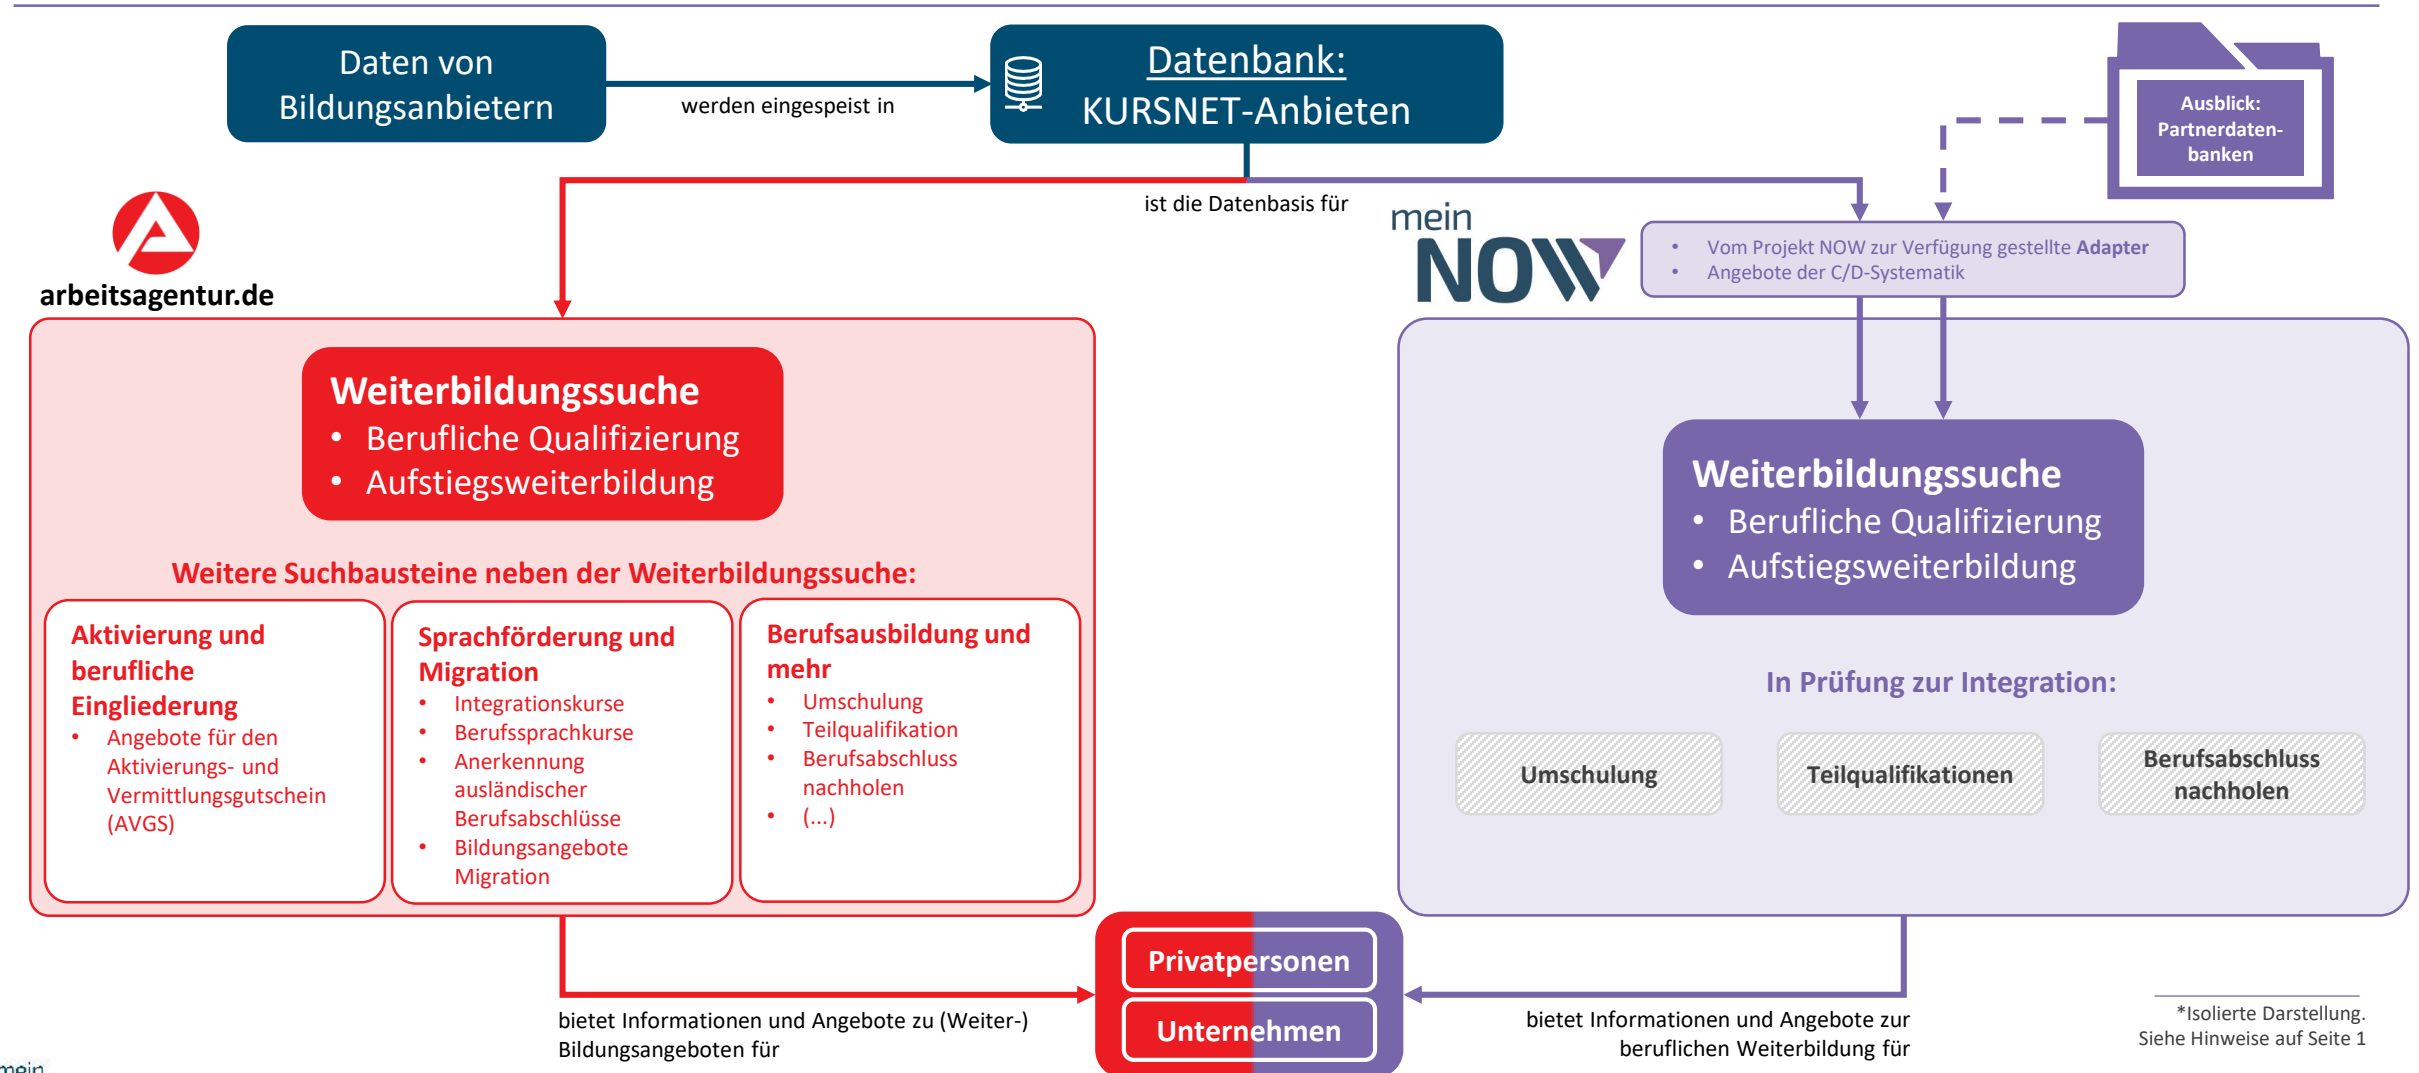 Daten von
Bildungsanbietern
werden eingespeist in
Datenbank:
KURSNET-Anbieten
Ausblick:
Partnerdaten-
banken
ist die Datenbasis für
arbeitsagentur.de
mein
NOW
• Vom Projekt NOW zur Verfügung gestellte Adapter
• Angebote der C/D-Systematik
Weiterbildungssuche
• Berufliche Qualifizierung
• Aufstiegsweiterbildung
Weitere Suchbausteine neben der Weiterbildungssuche:
Aktivierung und
berufliche
Eingliederung
• Angebote für den
Aktivierungs- und
Vermittlungsgutschein
(AVGS)
Sprachförderung und
Migration
• Integrationskurse
• Berufssprachkurse
• Anerkennung
ausländischer
Berufsabschlüsse
• Bildungsangebote
Migration
Berufsausbildung und
mehr
• Umschulung
• Teilqualifikation
• Berufsabschluss
nachholen
• (...)
Weiterbildungssuche
• Berufliche Qualifizierung
• Aufstiegsweiterbildung
In Prüfung zur Integration:
Umschulung
Teilqualifikationen
Berufsabschluss
nachholen
Privatpersonen
Unternehmen
bietet Informationen und Angebote zu (Weiter-)
Bildungsangeboten für
bietet Informationen und Angebote zur
beruflichen Weiterbildung für
*Isolierte Darstellung.
Siehe Hinweise auf Seite 1
mein